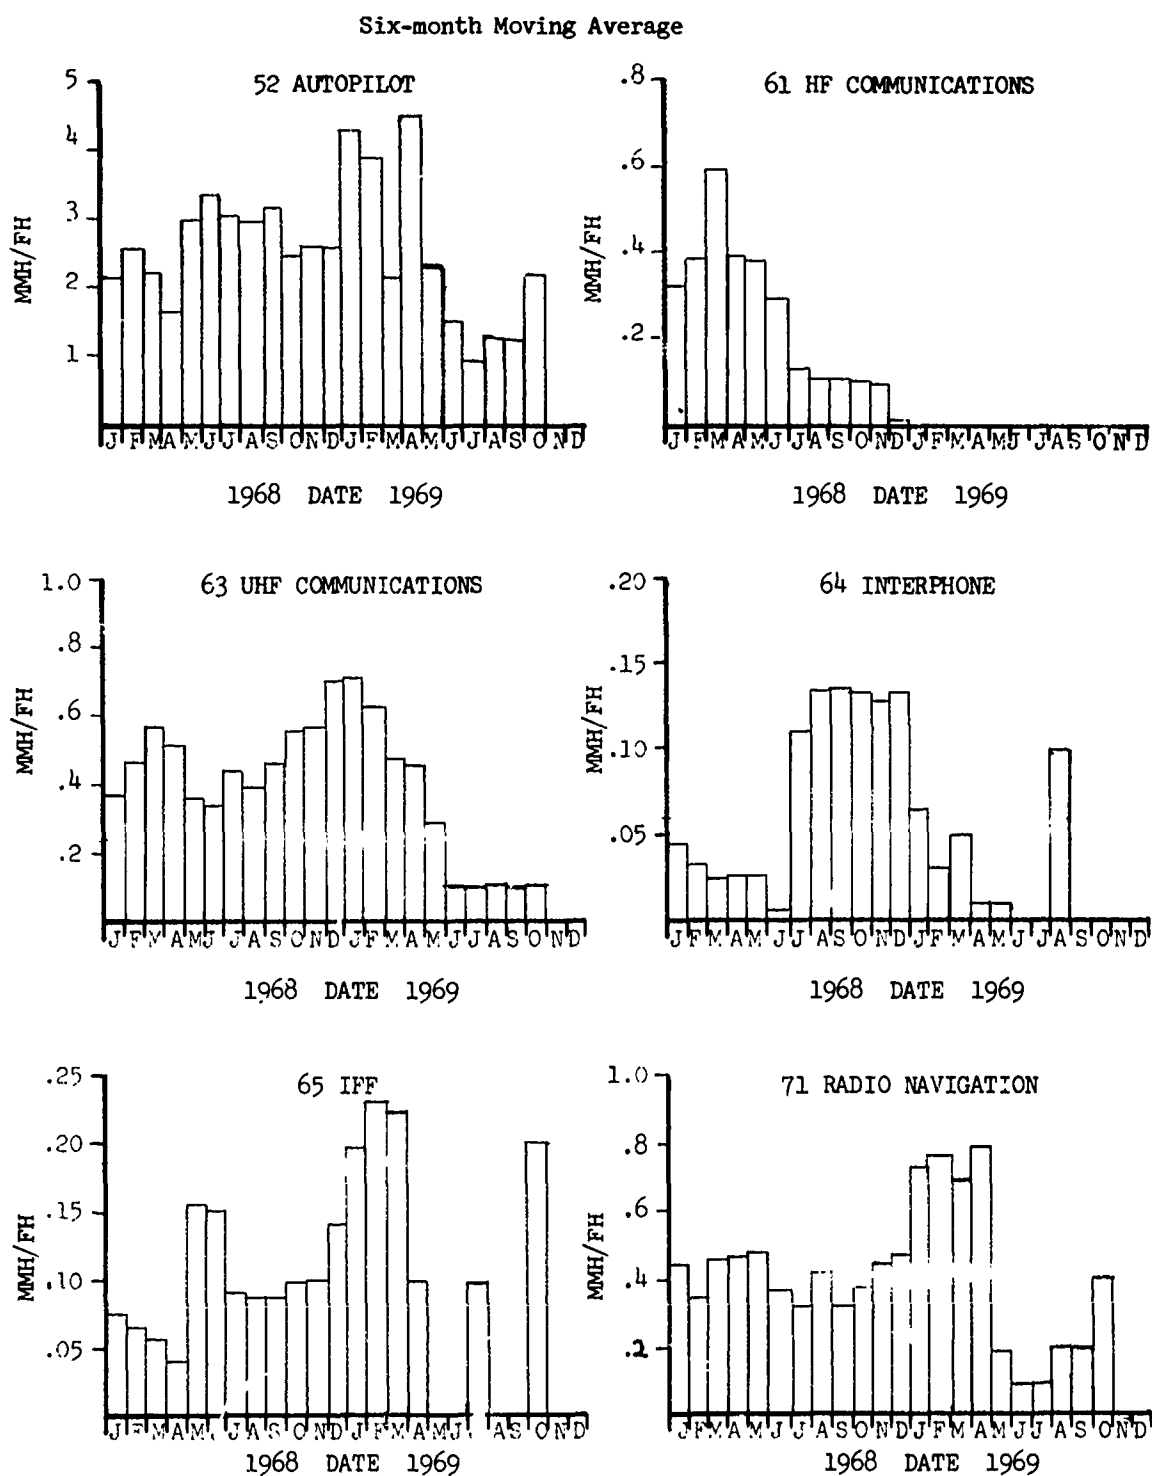 Six-month Moving Average
52 AUTOPILOT
5
4
3
2
1
MMH/FH
J F M A M J J A S O N D J F M A M J J A S O N D
1968 DATE 1969
61 HF COMMUNICATIONS
.8
.6
.4
.2
MMH/FH
J F M A M J J A S O N D J F M A M J J A S O N D
1968 DATE 1969
63 UHF COMMUNICATIONS
1.0
.8
.6
.4
.2
MMH/FH
J F M A M J J A S O N D J F M A M J J A S O N D
1968 DATE 1969
64 INTERPHONE
.20
.15
.10
.05
MMH/FH
J F M A M J J A S O N D J F M A M J J A S O N D
1968 DATE 1969
65 IFF
.25
.20
.15
.10
.05
MMH/FH
J F M A M J J A S O N D J F M A M J A S O N D
1968 DATE 1969
71 RADIO NAVIGATION
1.0
.8
.6
.4
.2
MMH/FH
J F M A M J J A S O N D J F M A M J J A S O N D
1968 DATE 1969